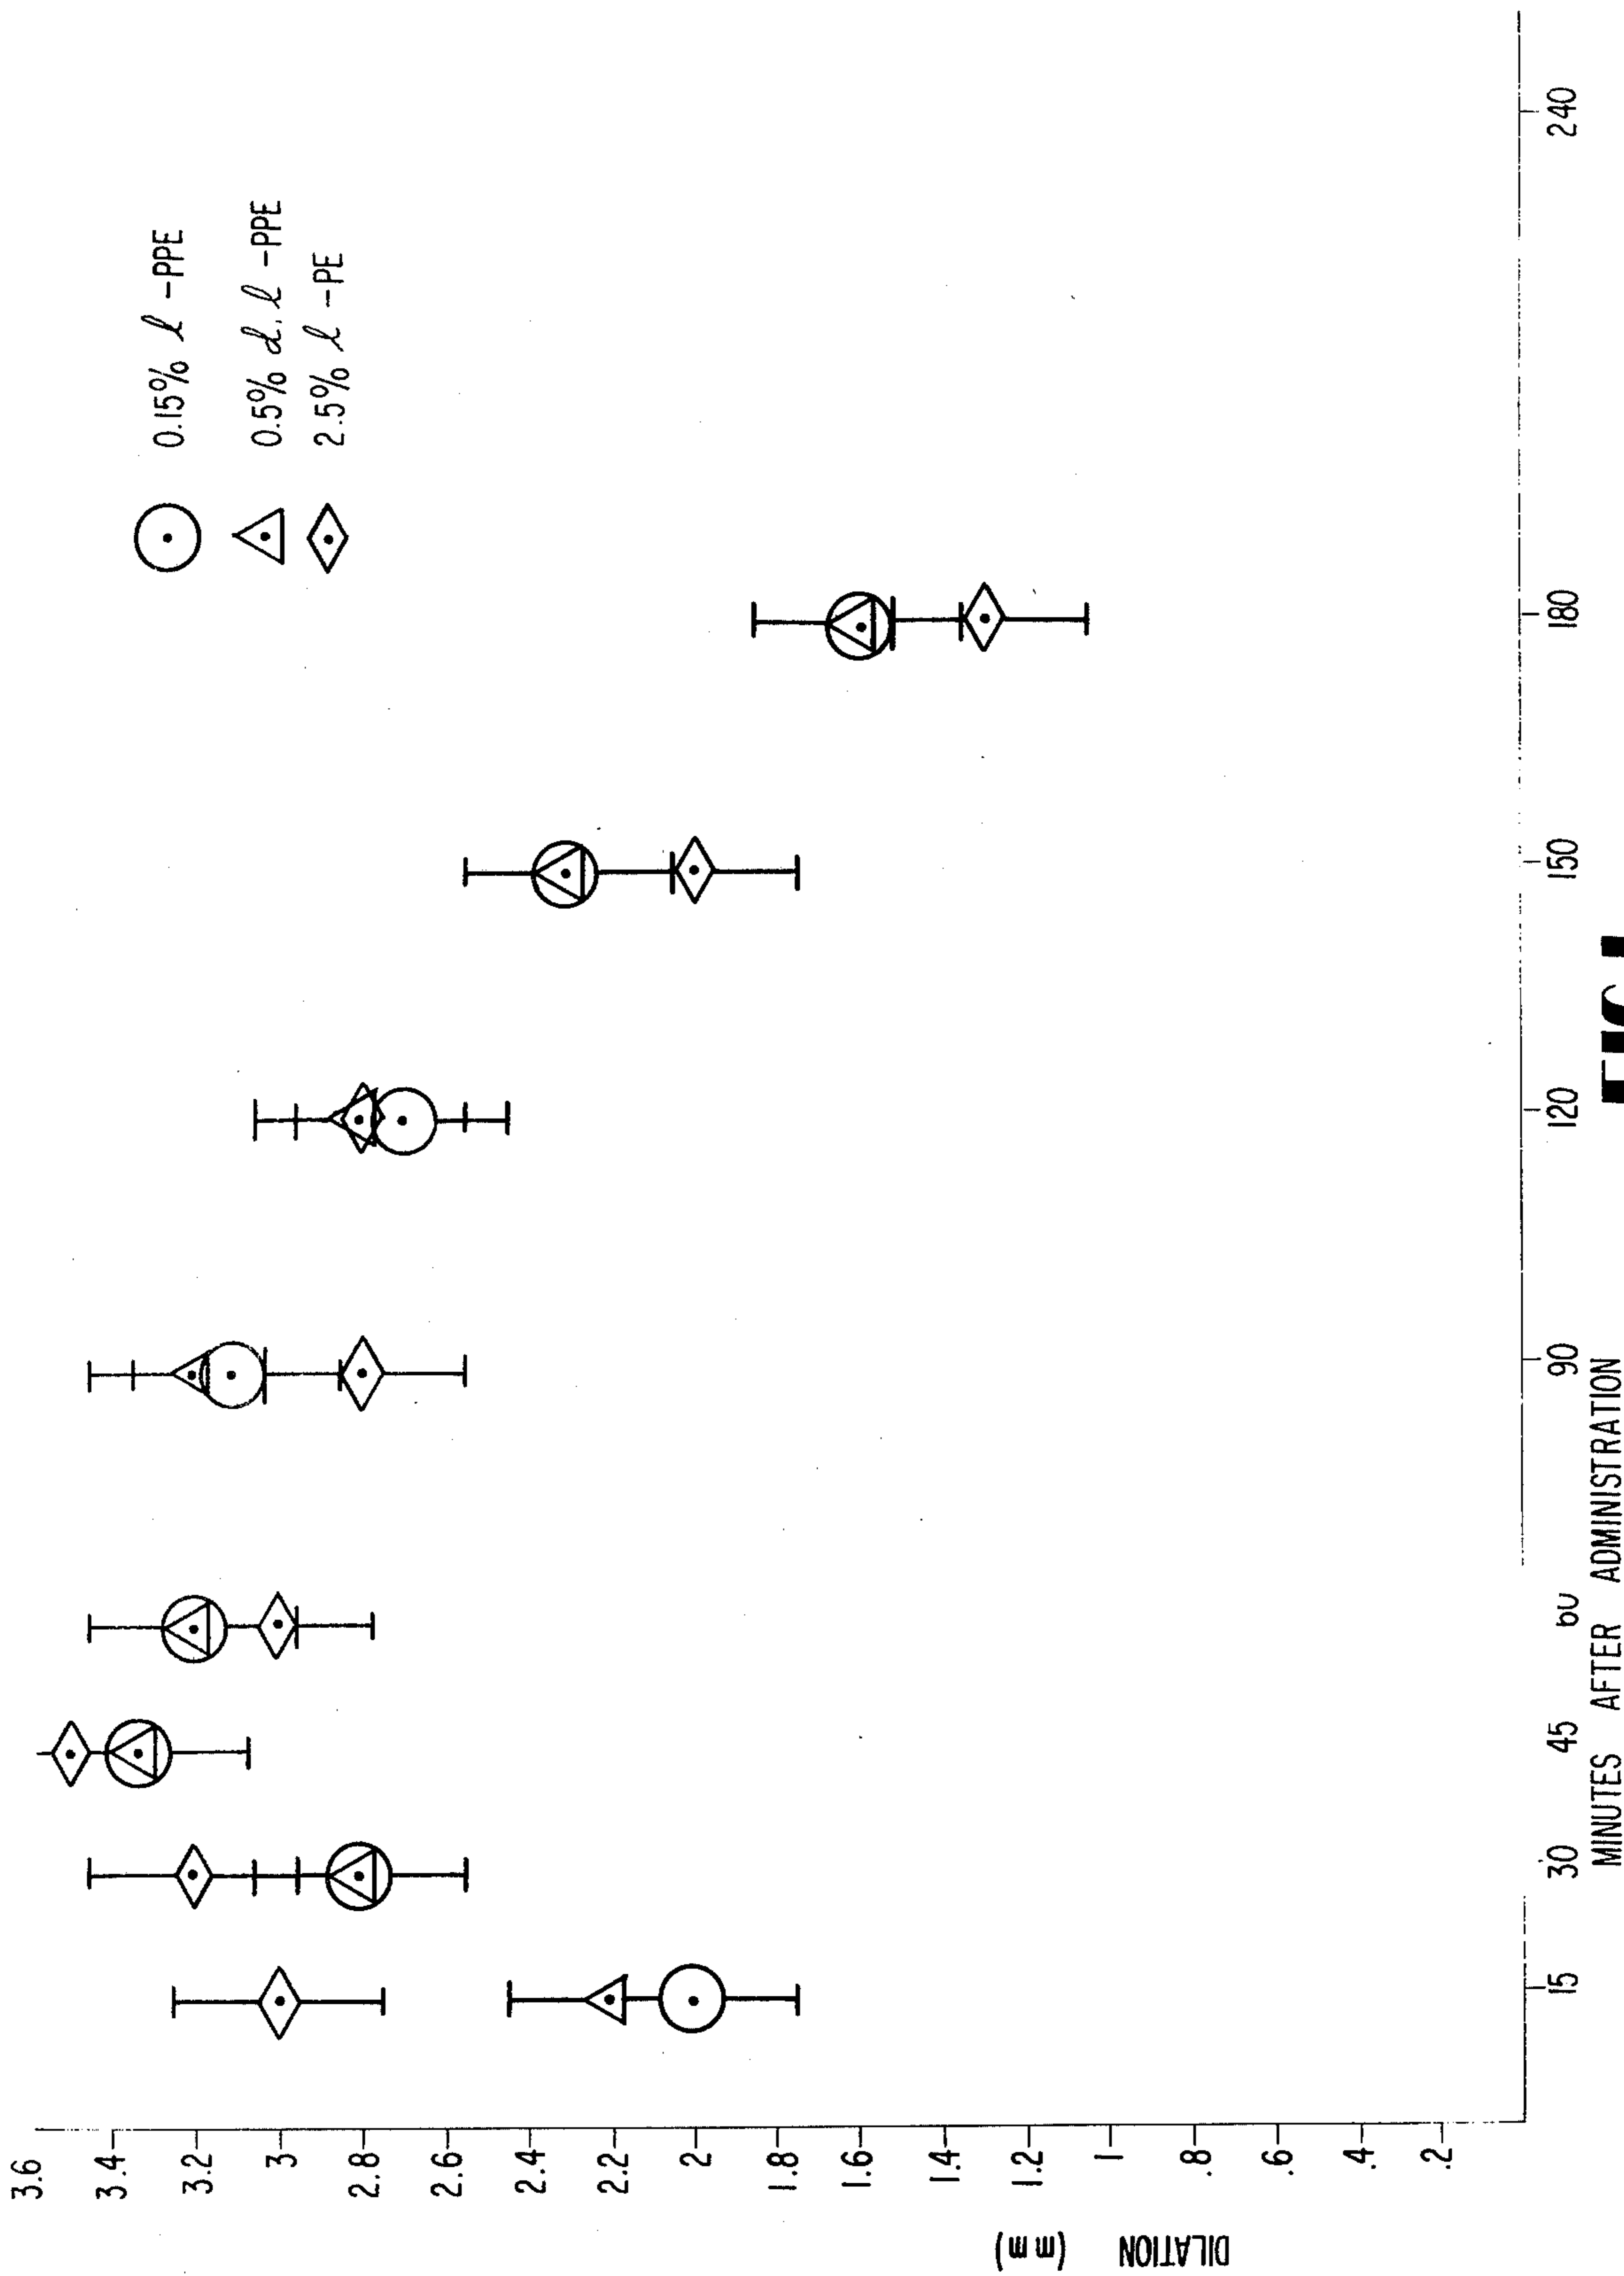 0.15% l -PPE
0.5% d,l -PPE
2.5% l -PE
3.6
3.4
3.2
3
2.8
2.6
2.4
2.2
2
1.8
1.6
1.4
1.2
1
.8
.6
.4
.2
DILATION
(mm)
15 30 45 60 90 120 150 180 240
MINUTES AFTER ADMINISTRATION